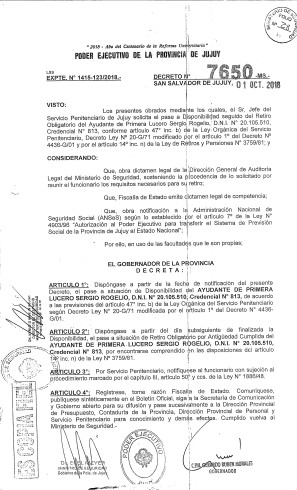 "2018 - Año del Centenario de la Reforma Universitaria"
PODER EJECUTIVO DE LA PROVINCIA DE JUJUY
EXPTE. Nº 1415-123/2018.-
DECRETO Nº 7650 -MS.-
SAN SALVADOR DE JUJUY, 01 OCT. 2018
VISTO:
Los presentes obrados mediante los cuales, el Sr. Jefe del
Servicio Penitenciario de Jujuy solicita el pase a Disponibilidad seguido del Retiro
Obligatorio del Ayudante de Primera Lucero Sergio Rogelio, D.N.I. Nº 20.105.510,
Credencial Nº 813, conforme artículo 47º inc. b) de la Ley Orgánica del Servicio
Penitenciario, Decreto Ley Nº 20-G/71 modificado por el artículo 1º del Decreto Nº
4436-G/01 y por el artículo 14º inc. n) de la Ley de Retiros y Pensiones Nº 3759/81; y
CONSIDERANDO:
Que, obra dictamen legal de la Dirección General de Auditoría
Legal del Ministerio de Seguridad, sosteniendo la procedencia de lo solicitado por
reunir el funcionario los requisitos necesarios para su retiro;
Que, Fiscalía de Estado emite dictamen legal de competencia;
Que, obra notificación a la Administración Nacional de
Seguridad Social (ANSeS) según lo establecido por el artículo 7º de la Ley Nº
4903/96 "Autorización al Poder Ejecutivo para transferir el Sistema de Previsión
Social de la Provincia de Jujuy al Estado Nacional";
Por ello, en uso de las facultades que le son propias;
EL GOBERNADOR DE LA PROVINCIA
D E C R E T A :
ARTICULO 1º: Dispóngase a partir de la fecha de notificación del presente
Decreto, el pase a situación de Disponibilidad del AYUDANTE DE PRIMERA
LUCERO SERGIO ROGELIO, D.N.I. Nº 20.105.510, Credencial Nº 813, de acuerdo
a las previsiones del artículo 47º inc. b) de la Ley Orgánica del Servicio Penitenciario
según Decreto Ley Nº 20-G/71 modificado por el artículo 1º del Decreto Nº 4436-
G/01.
ARTICULO 2º: Dispóngase a partir del día subsiguiente de finalizada la
Disponibilidad, el pase a situación de Retiro Obligatorio por Antigüedad Cumplida del
AYUDANTE DE PRIMERA LUCERO SERGIO ROGELIO, D.N.I. Nº 20.105.510,
Credencial Nº 813, por encontrarse comprendido en las disposiciones del artículo
14º inc. n) de la Ley Nº 3759/81.
ARTICULO 3º: Por Servicio Penitenciario, notifíquese al funcionario con sujeción al
procedimiento marcado por el capítulo III, artículo 50º y ccs. de la Ley Nº 1886/48.
ARTICULO 4º: Regístrese, tome razón Fiscalía de Estado. Comuníquese,
publíquese sintéticamente en el Boletín Oficial, siga a la Secretaría de Comunicación
y Gobierno abierto para su difusión y pase sucesivamente a la Dirección Provincial
de Presupuesto, Contaduría de la Provincia, Dirección Provincial de Personal y
Servicio Penitenciario para conocimiento y demás efectos. Cumplido vuelva al
Ministerio de Seguridad.-
PODER EJECUTIVO
C.P.N. GERARDO RUBEN MORALES
GOBERNADOR